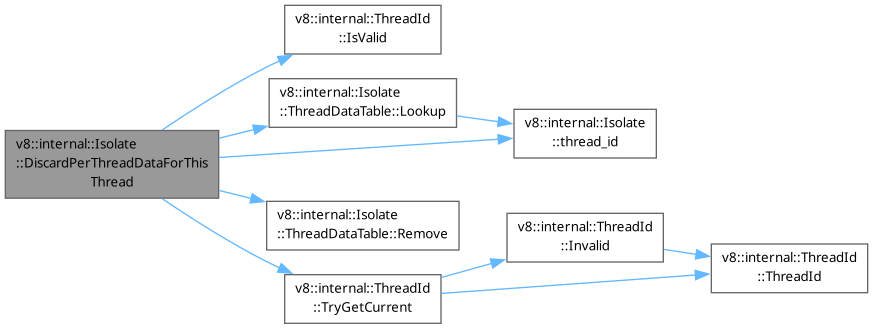 v8::internal::ThreadId
::IsValid
v8::internal::Isolate
::ThreadDataTable::Lookup
v8::internal::Isolate
::thread_id
v8::internal::Isolate
::DiscardPerThreadDataForThis
Thread
v8::internal::Isolate
::ThreadDataTable::Remove
v8::internal::ThreadId
::Invalid
v8::internal::ThreadId
::ThreadId
v8::internal::ThreadId
::TryGetCurrent